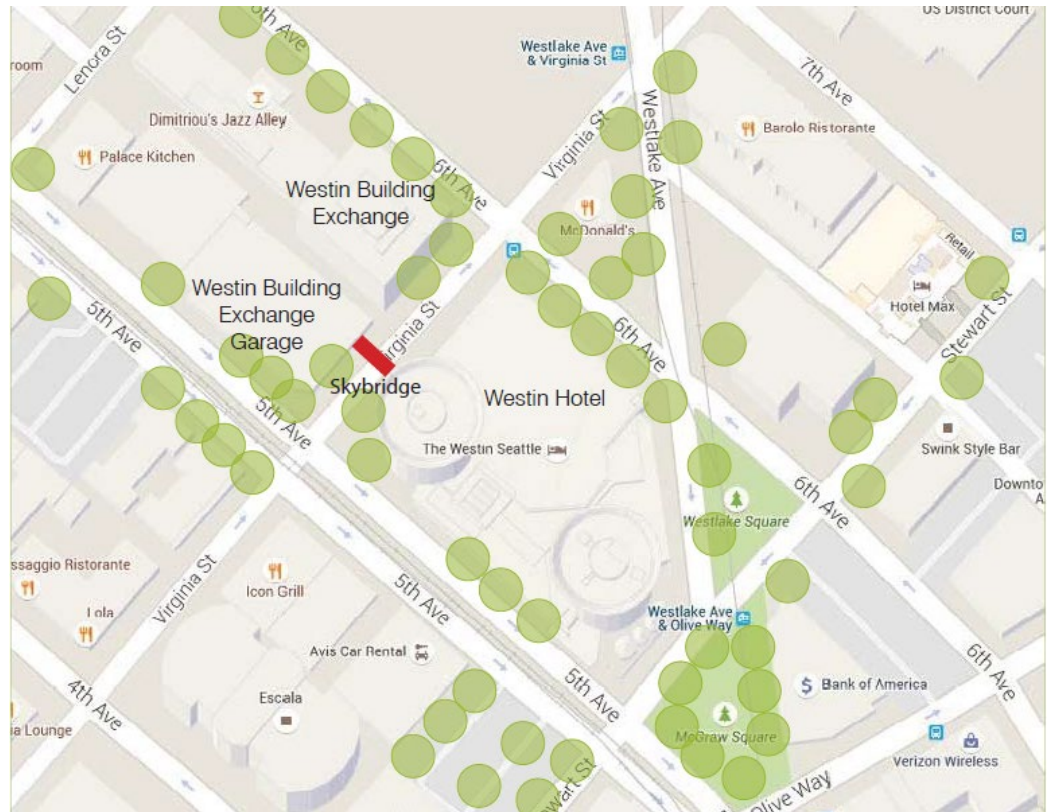 US District Court
6th Ave
Lenora St
room
Westlake Ave
& Virginia St
7th Ave
Dimitriou's Jazz Alley
Westlake Ave
Virginia St
Barolo Ristorante
Palace Kitchen
6th Ave
Westin Building
Exchange
McDonald's
Retail
Westin Building
Exchange
Garage
5th Ave
Hotel Max
Stewart St
6th Ave
Virginia St
Skybridge
Westin Hotel
5th Ave
The Westin Seattle
Swink Style Bar
6th Ave
Westlake Square
ssaggio Ristorante
Icon Grill
Virginia St
5th Ave
Lola
Westlake Ave
& Olive Way
Avis Car Rental
5th Ave
6th Ave
4th Ave
Escala
Bank of America
a Lounge
McGraw Square
Verizon Wireless
Olive Way